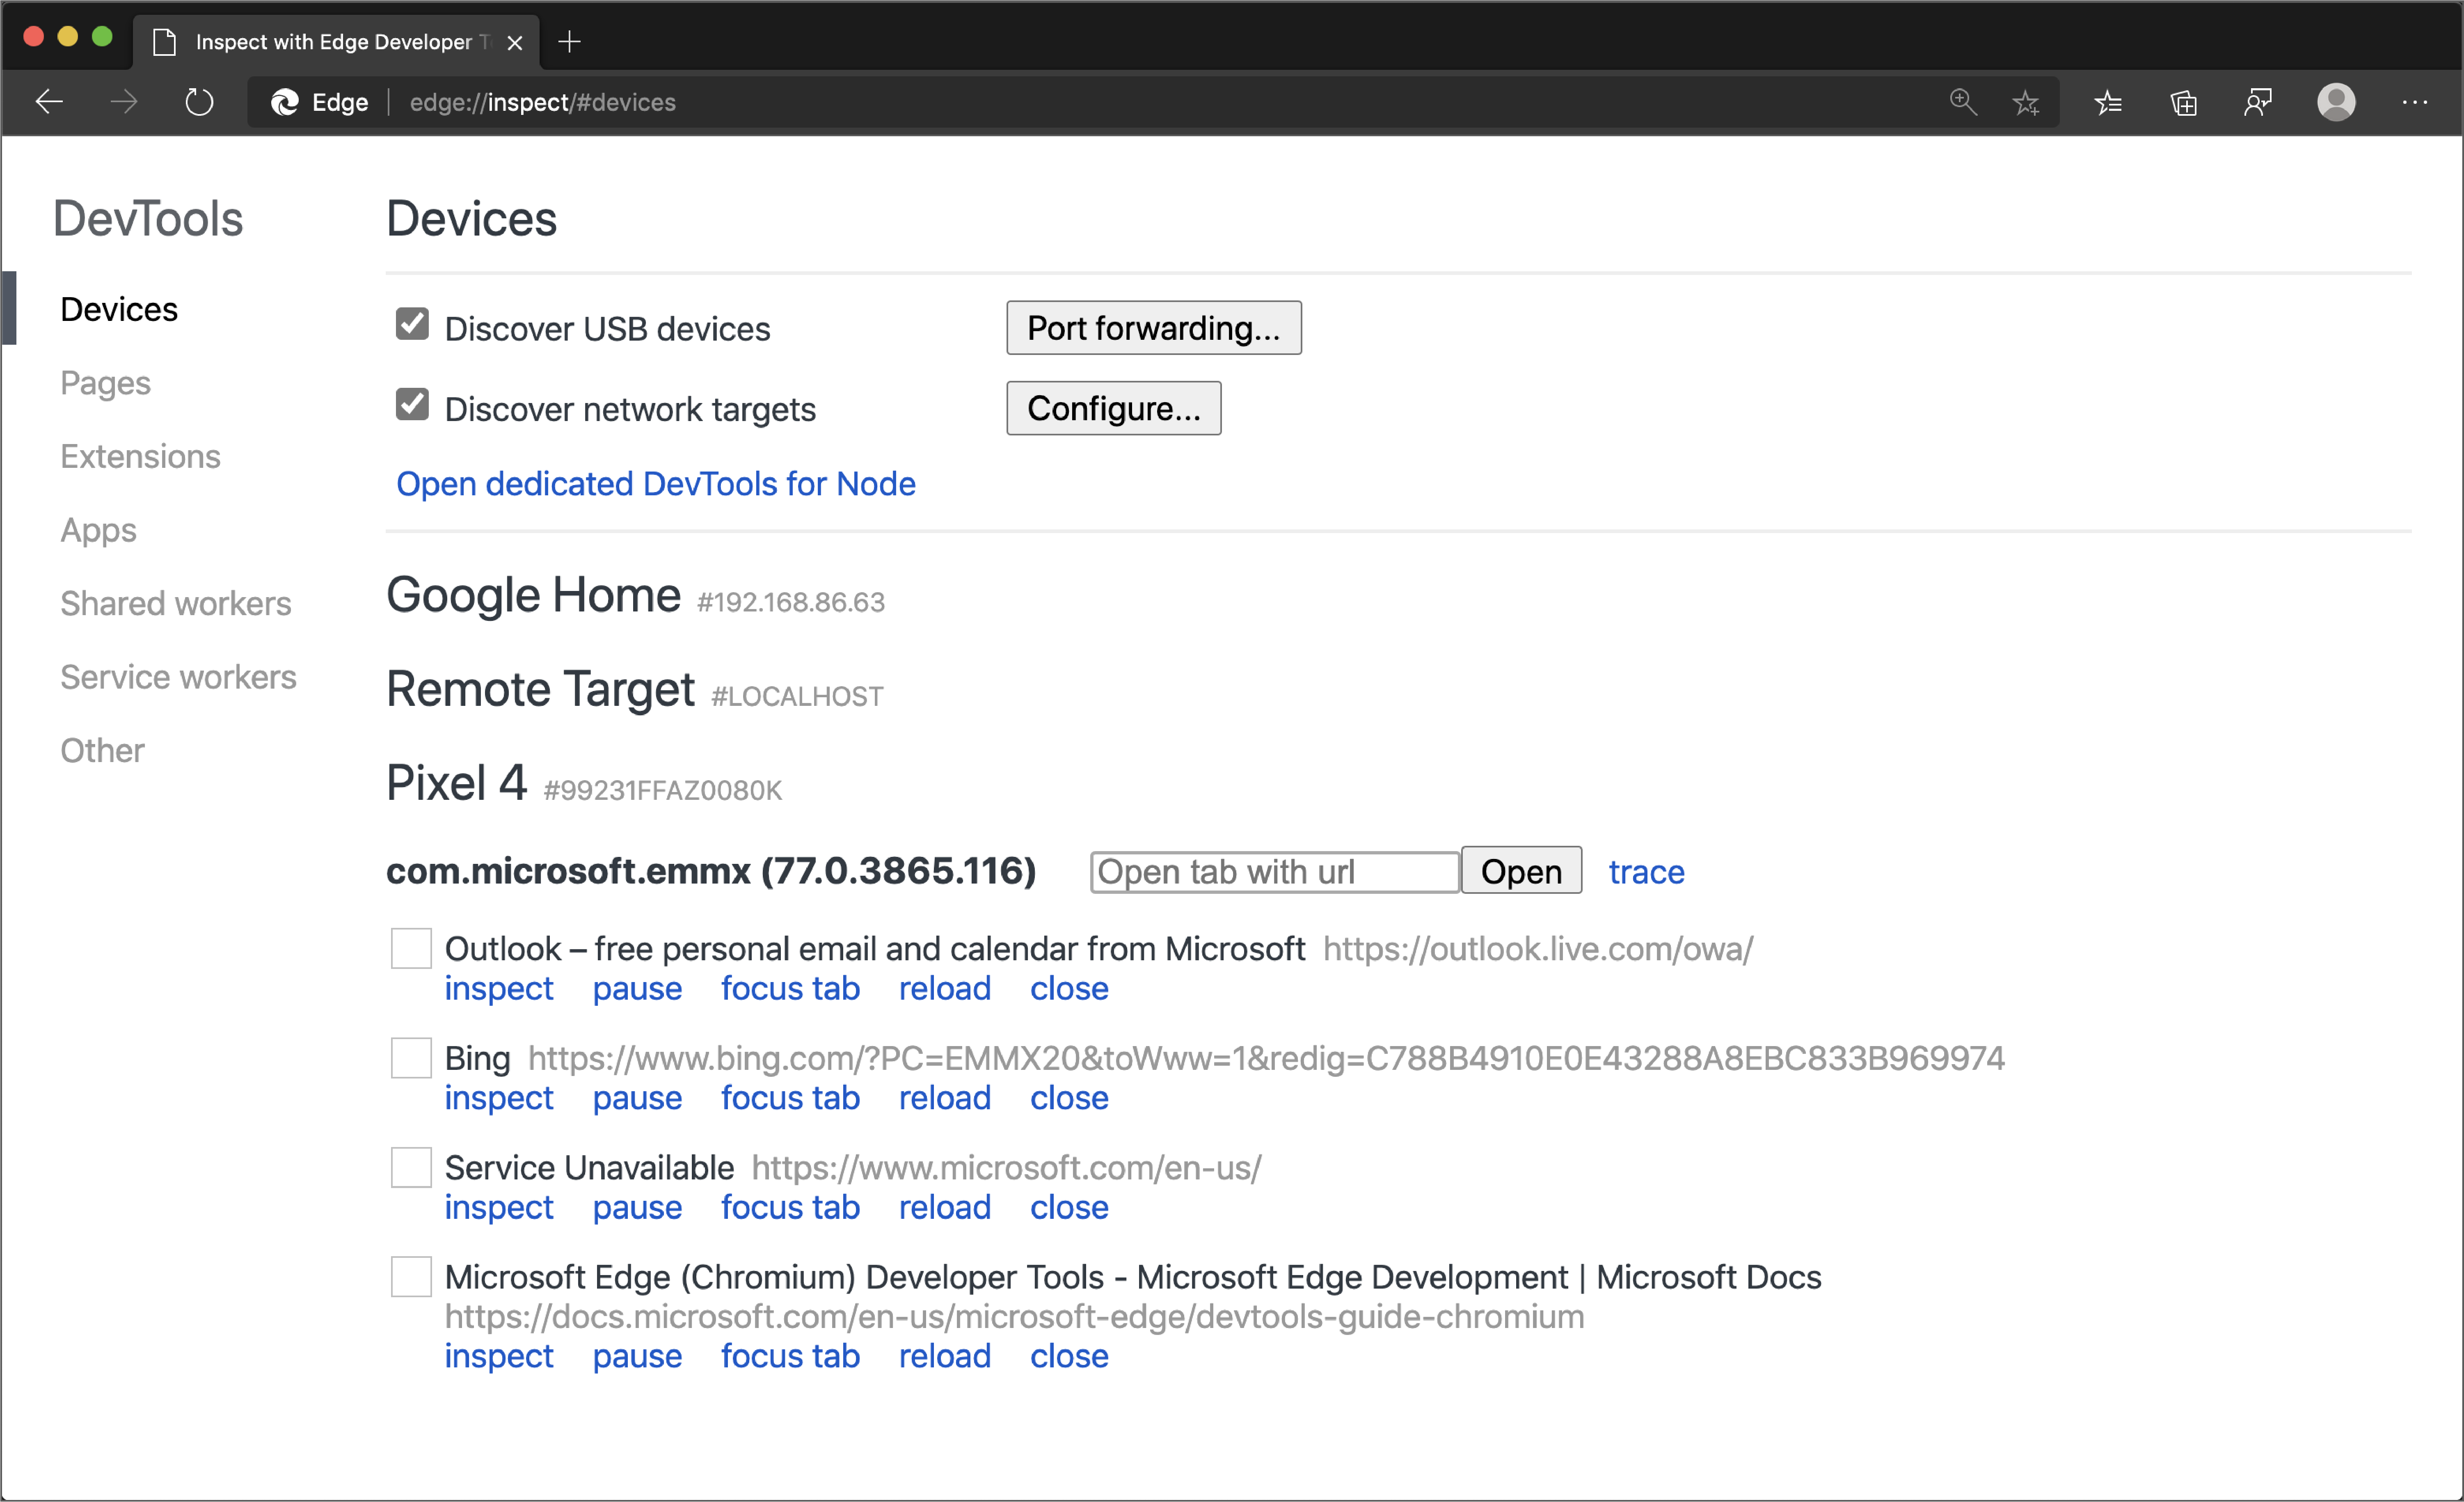 Inspect with Edge Developer
Edge edge://inspect/#devices
DevTools
Devices
Pages
Extensions
Apps
Shared workers
Service workers
Other
Devices
Discover USB devices Port forwarding...
Discover network targets Configure...
Open dedicated DevTools for Node
Google Home #192.168.86.63
Remote Target #LOCALHOST
Pixel 4 #99231FFAZ0080K
com.microsoft.emmx (77.0.3865.116) Open tab with url Open trace
Outlook – free personal email and calendar from Microsoft https://outlook.live.com/owa/
inspect pause focus tab reload close
Bing https://www.bing.com/?PC=EMMX20&toWww=1&redig=C788B4910E0E43288A8EBC833B969974
inspect pause focus tab reload close
Service Unavailable https://www.microsoft.com/en-us/
inspect pause focus tab reload close
Microsoft Edge (Chromium) Developer Tools - Microsoft Edge Development | Microsoft Docs
https://docs.microsoft.com/en-us/microsoft-edge/devtools-guide-chromium
inspect pause focus tab reload close